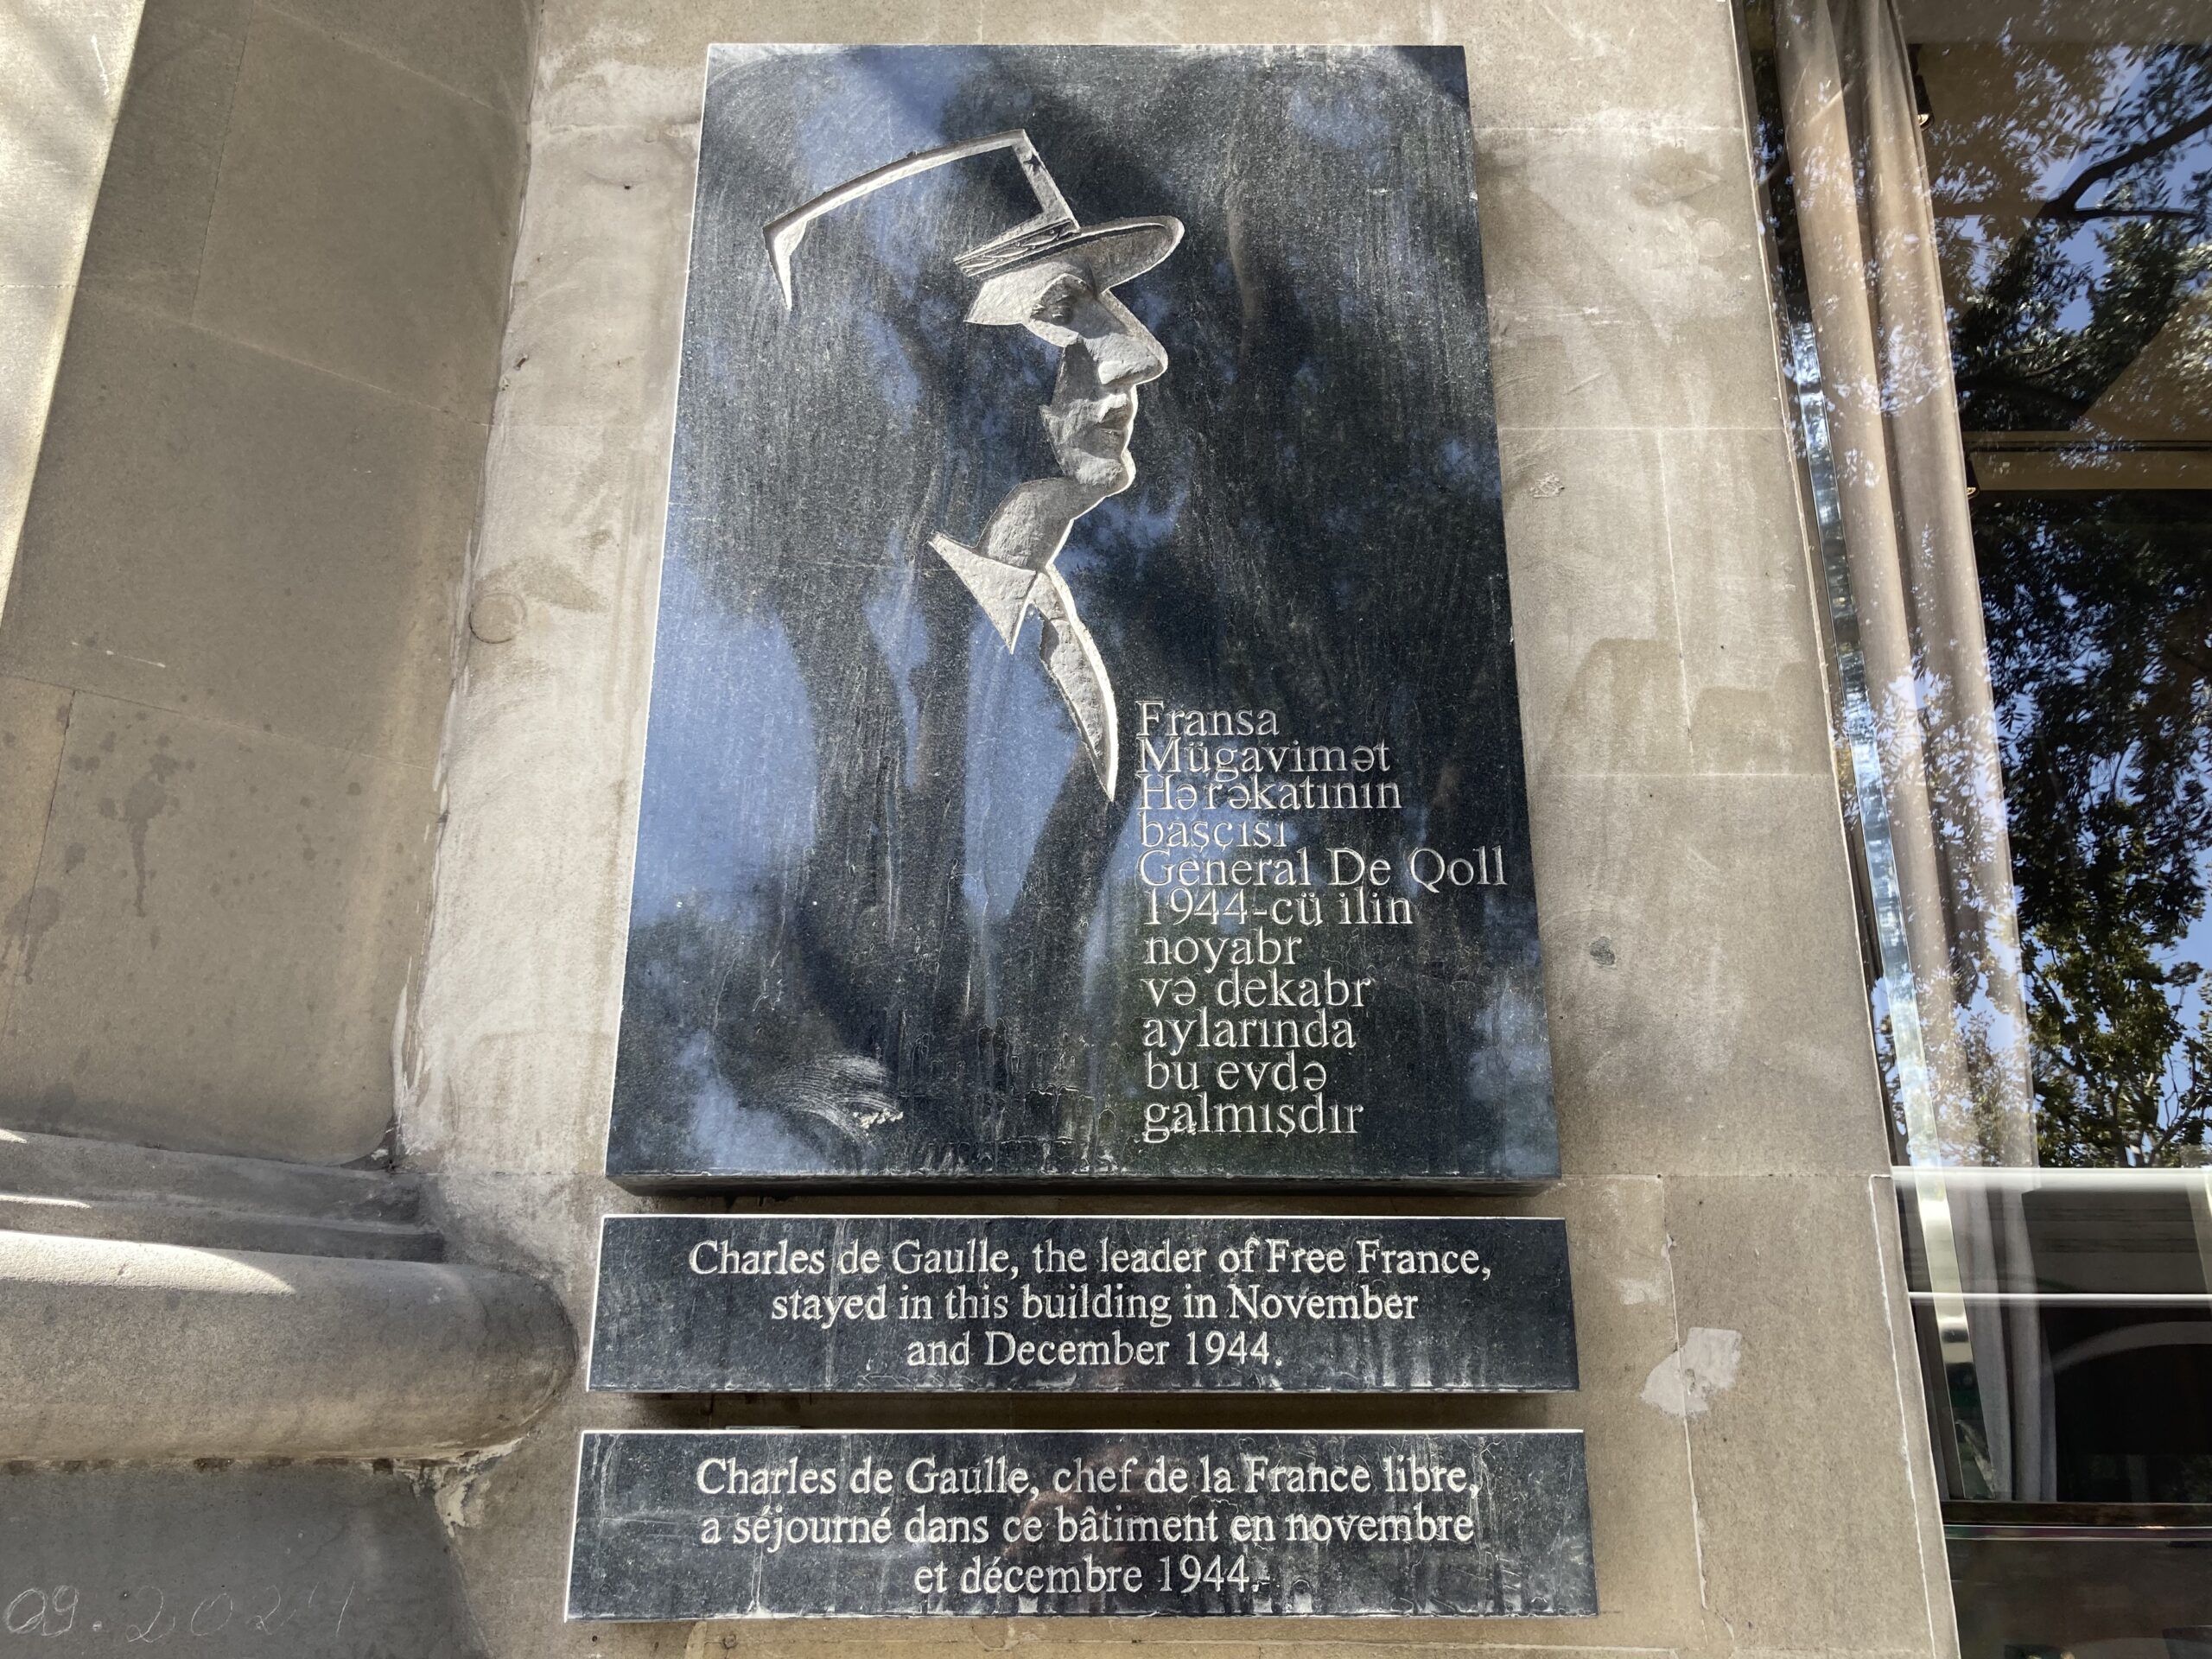 Fransa
Mügavimət
Hərəkatının
başçısı
General De Qoll
1944-cü ilin
noyabr
və dekabr
aylarında
bu evdə
galmışdır
Charles de Gaulle, the leader of Free France,
stayed in this building in November
and December 1944.
Charles de Gaulle, chef de la France libre,
a séjourné dans ce bâtiment en novembre
et décembre 1944.
09.2024